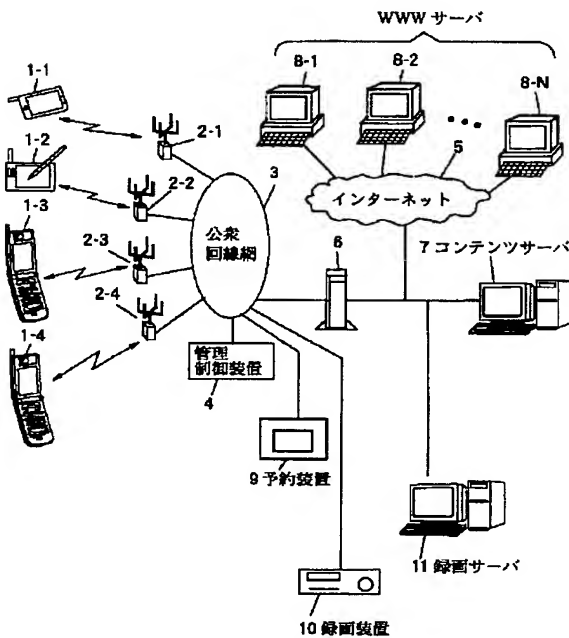 WWW サーバ
8-1
8-2
8-N
1-1
2-1
1-2
2-2
5
インターネット
3
1-3
2-3
公衆
回線網
6
7 コンテンツサーバ
2-4
1-4
管理
制御装置
4
9 予約装置
11 録画サーバ
10 録画装置